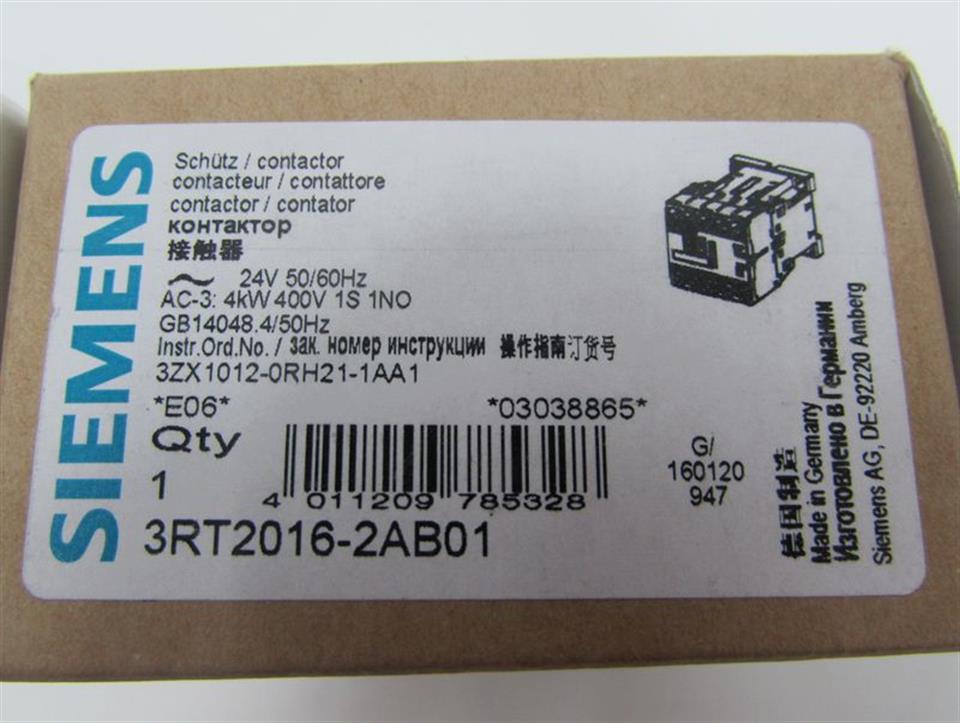 SIEMENS
Schütz / contactor
contacteur / contattore
contactor / contator
контактор
接触器
24V 50/60Hz
AC-3: 4kW 400V 1S 1NO
GB14048.4/50Hz
Instr.Ord.No. / зак. номер инструкции 操作指南订货号
3ZX1012-0RH21-1AA1
*E06* *03038865*
Qty
1
4 011209 785328
3RT2016-2AB01
G/
160120
947
德国制造
Made in Germany
Изготовлено в Германии
Siemens AG, DE-92220 Amberg